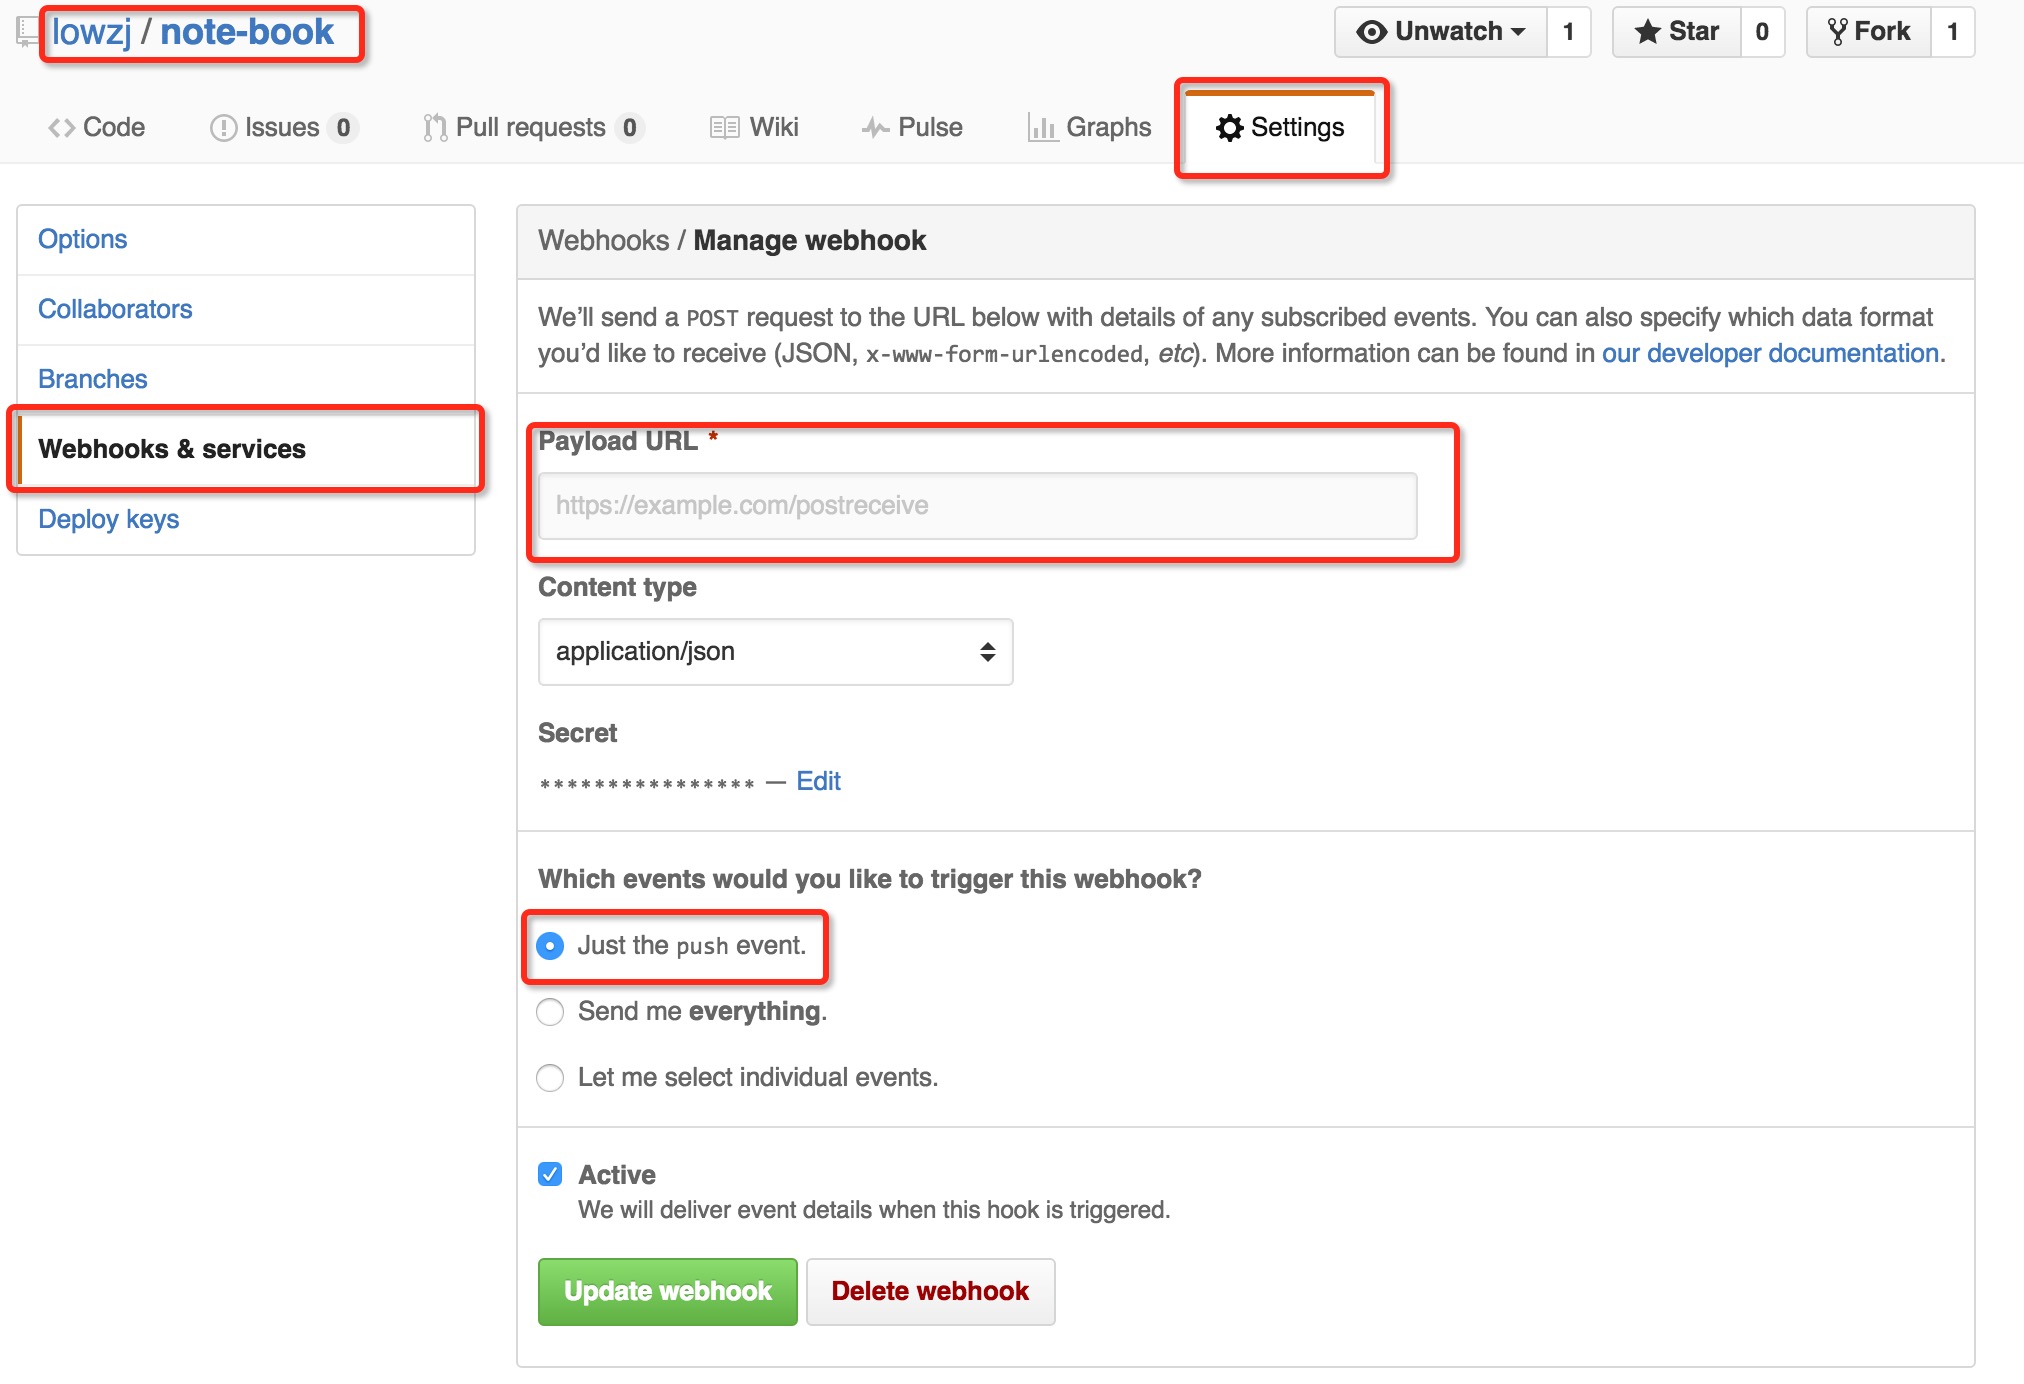 lowzj / note-book
Unwatch 1 Star 0 Fork 1
Code Issues 0 Pull requests 0 Wiki Pulse Graphs Settings
Options
Collaborators
Branches
Webhooks & services
Deploy keys
Webhooks / Manage webhook
We’ll send a POST request to the URL below with details of any subscribed events. You can also specify which data format
you’d like to receive (JSON, x-www-form-urlencoded, etc). More information can be found in our developer documentation.
Payload URL *
https://example.com/postreceive
Content type
application/json
Secret
**************** — Edit
Which events would you like to trigger this webhook?
Just the push event.
Send me everything.
Let me select individual events.
Active
We will deliver event details when this hook is triggered.
Update webhook Delete webhook